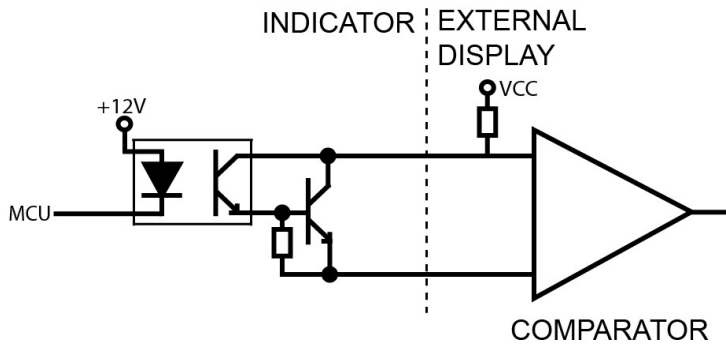 INDICATOR
EXTERNAL
DISPLAY
VCC
+12V
MCU
COMPARATOR